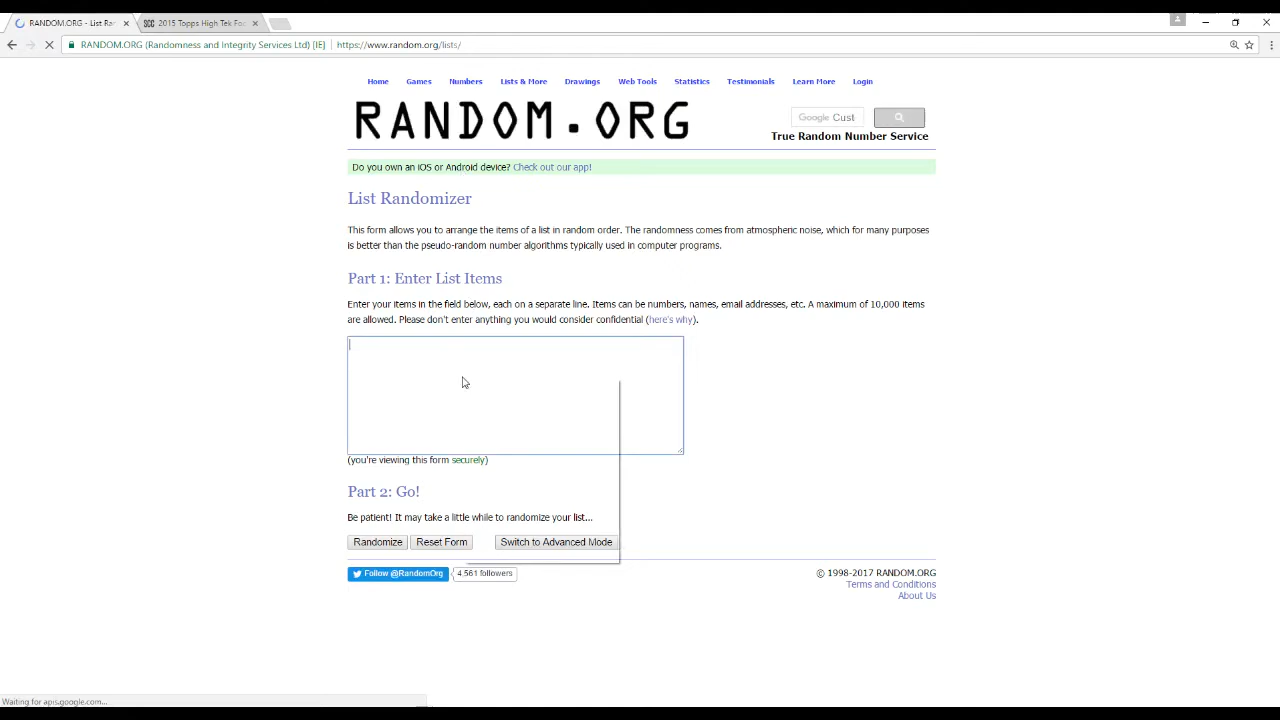 RANDOM.ORG - List Ra
SCC 2015 Topps High Tek Fo
RANDOM.ORG (Randomness and Integrity Services Ltd) [IE] https://www.random.org/lists/
Home Games Numbers Lists & More Drawings Web Tools Statistics Testimonials Learn More Login
RANDOM.ORG
Google Cust
True Random Number Service
Do you own an iOS or Android device? Check out our app!
List Randomizer
This form allows you to arrange the items of a list in random order. The randomness comes from atmospheric noise, which for many purposes
is better than the pseudo-random number algorithms typically used in computer programs.
Part 1: Enter List Items
Enter your items in the field below, each on a separate line. Items can be numbers, names, email addresses, etc. A maximum of 10,000 items
are allowed. Please don't enter anything you would consider confidential (here's why).
(you're viewing this form securely)
Part 2: Go!
Be patient! It may take a little while to randomize your list...
Randomize Reset Form Switch to Advanced Mode
Follow @RandomOrg 4,561 followers
© 1998-2017 RANDOM.ORG
Terms and Conditions
About Us
Waiting for apis.google.com...